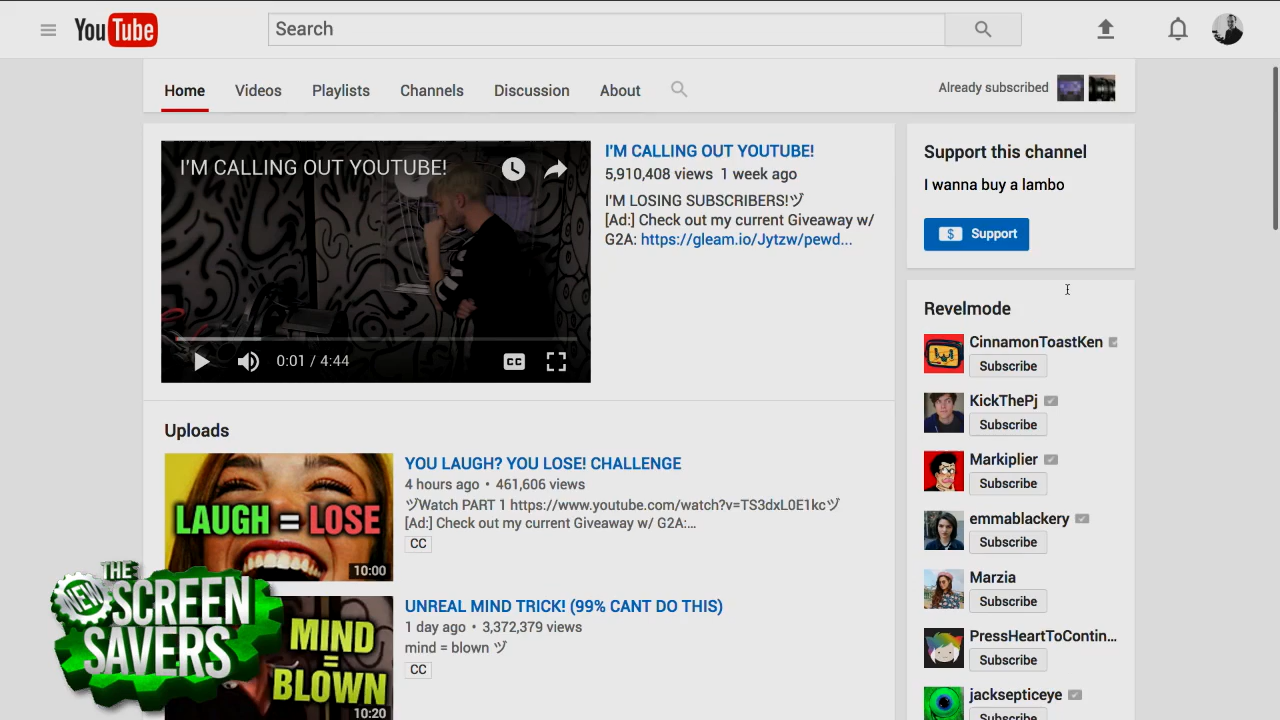 YouTube
Search
Home
Videos
Playlists
Channels
Discussion
About
Already subscribed
I'M CALLING OUT YOUTUBE!
0:01 / 4:44
CC
I'M CALLING OUT YOUTUBE!
5,910,408 views 1 week ago
I'M LOSING SUBSCRIBERS!ヅ
[Ad:] Check out my current Giveaway w/
G2A: https://gleam.io/Jytzw/pewd...
Support this channel
I wanna buy a lambo
$ Support
Uploads
LAUGH = LOSE
10:00
YOU LAUGH? YOU LOSE! CHALLENGE
4 hours ago • 461,606 views
ヅWatch PART 1 https://www.youtube.com/watch?v=TS3dxL0E1kcヅ
[Ad:] Check out my current Giveaway w/ G2A:...
CC
MIND
=
BLOWN
10:20
UNREAL MIND TRICK! (99% CANT DO THIS)
1 day ago • 3,372,379 views
mind = blown ヅ
CC
Revelmode
CinnamonToastKen
Subscribe
KickThePj
Subscribe
Markiplier
Subscribe
emmablackery
Subscribe
Marzia
Subscribe
PressHeartToContin...
Subscribe
jacksepticeye
Subscribe
THE
NEW
SCREEN
SAVERS